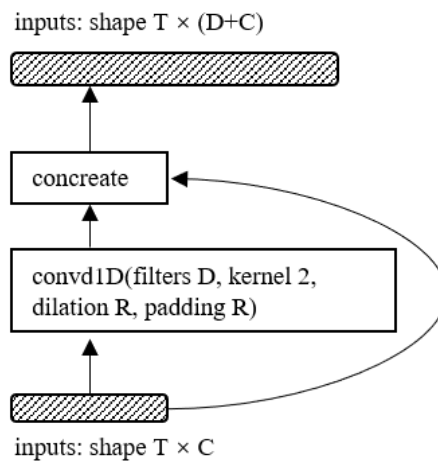 inputs: shape T × (D+C)
concreate
convd1D(filters D, kernel 2,
dilation R, padding R)
inputs: shape T × C